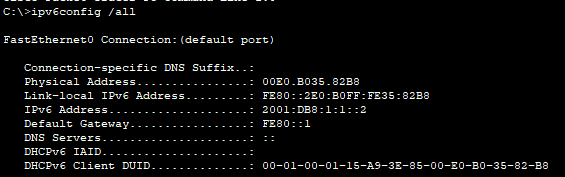 C:\>ipv6config /all
FastEthernet0 Connection:(default port)
Connection-specific DNS Suffix..:
Physical Address................: 00E0.B035.82B8
Link-local IPv6 Address.........: FE80::2E0:B0FF:FE35:82B8
IPv6 Address....................: 2001:DB8:1:1::2
Default Gateway.................: FE80::1
DNS Servers.....................: ::
DHCPv6 IAID.....................:
DHCPv6 Client DUID..............: 00-01-00-01-15-A9-3E-85-00-E0-B0-35-82-B8